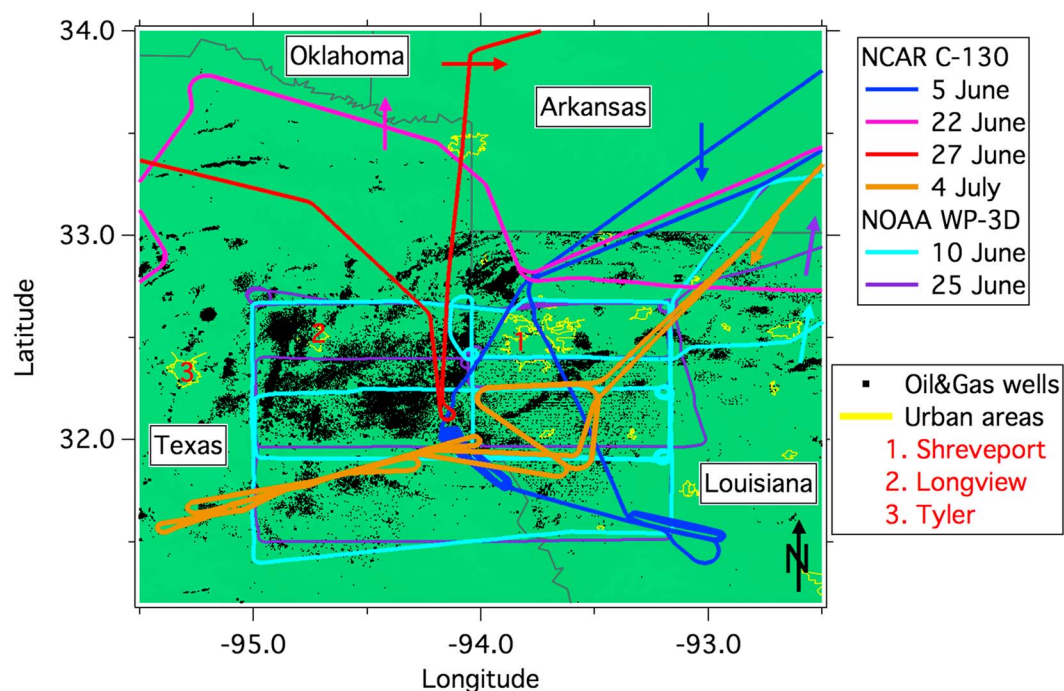 34.0
33.0
32.0
Latitude
-95.0
-94.0
-93.0
Longitude
Oklahoma
Arkansas
Texas
Louisiana
1
2
3
N
NCAR C-130
5 June
22 June
27 June
4 July
NOAA WP-3D
10 June
25 June
Oil&Gas wells
Urban areas
1. Shreveport
2. Longview
3. Tyler